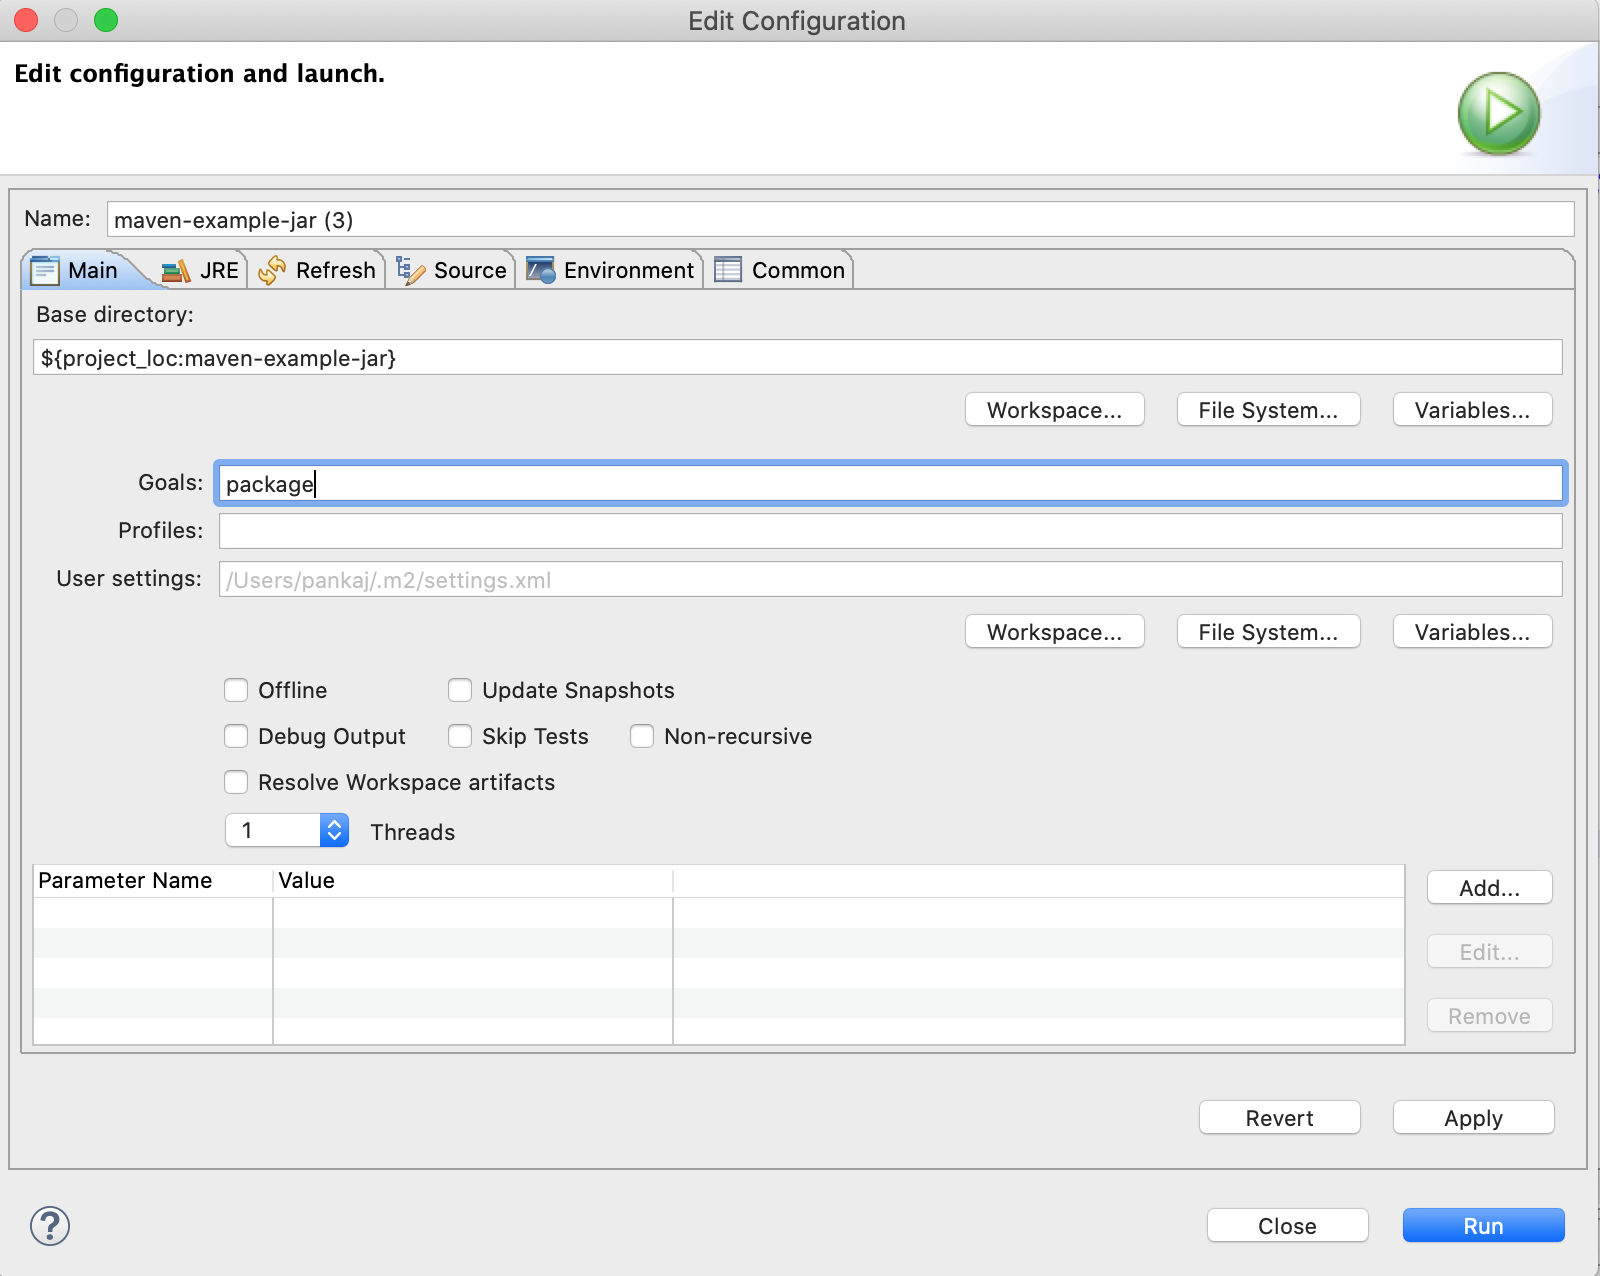 Edit Configuration
Edit configuration and launch.
Name: maven-example-jar (3)
Main JRE Refresh Source Environment Common
Base directory:
${project_loc:maven-example-jar}
Workspace... File System... Variables...
Goals: package
Profiles:
User settings: /Users/pankaj/.m2/settings.xml
Workspace... File System... Variables...
Offline Update Snapshots
Debug Output Skip Tests Non-recursive
Resolve Workspace artifacts
1 Threads
Parameter Name Value
Add...
Edit...
Remove
Revert Apply
? Close Run